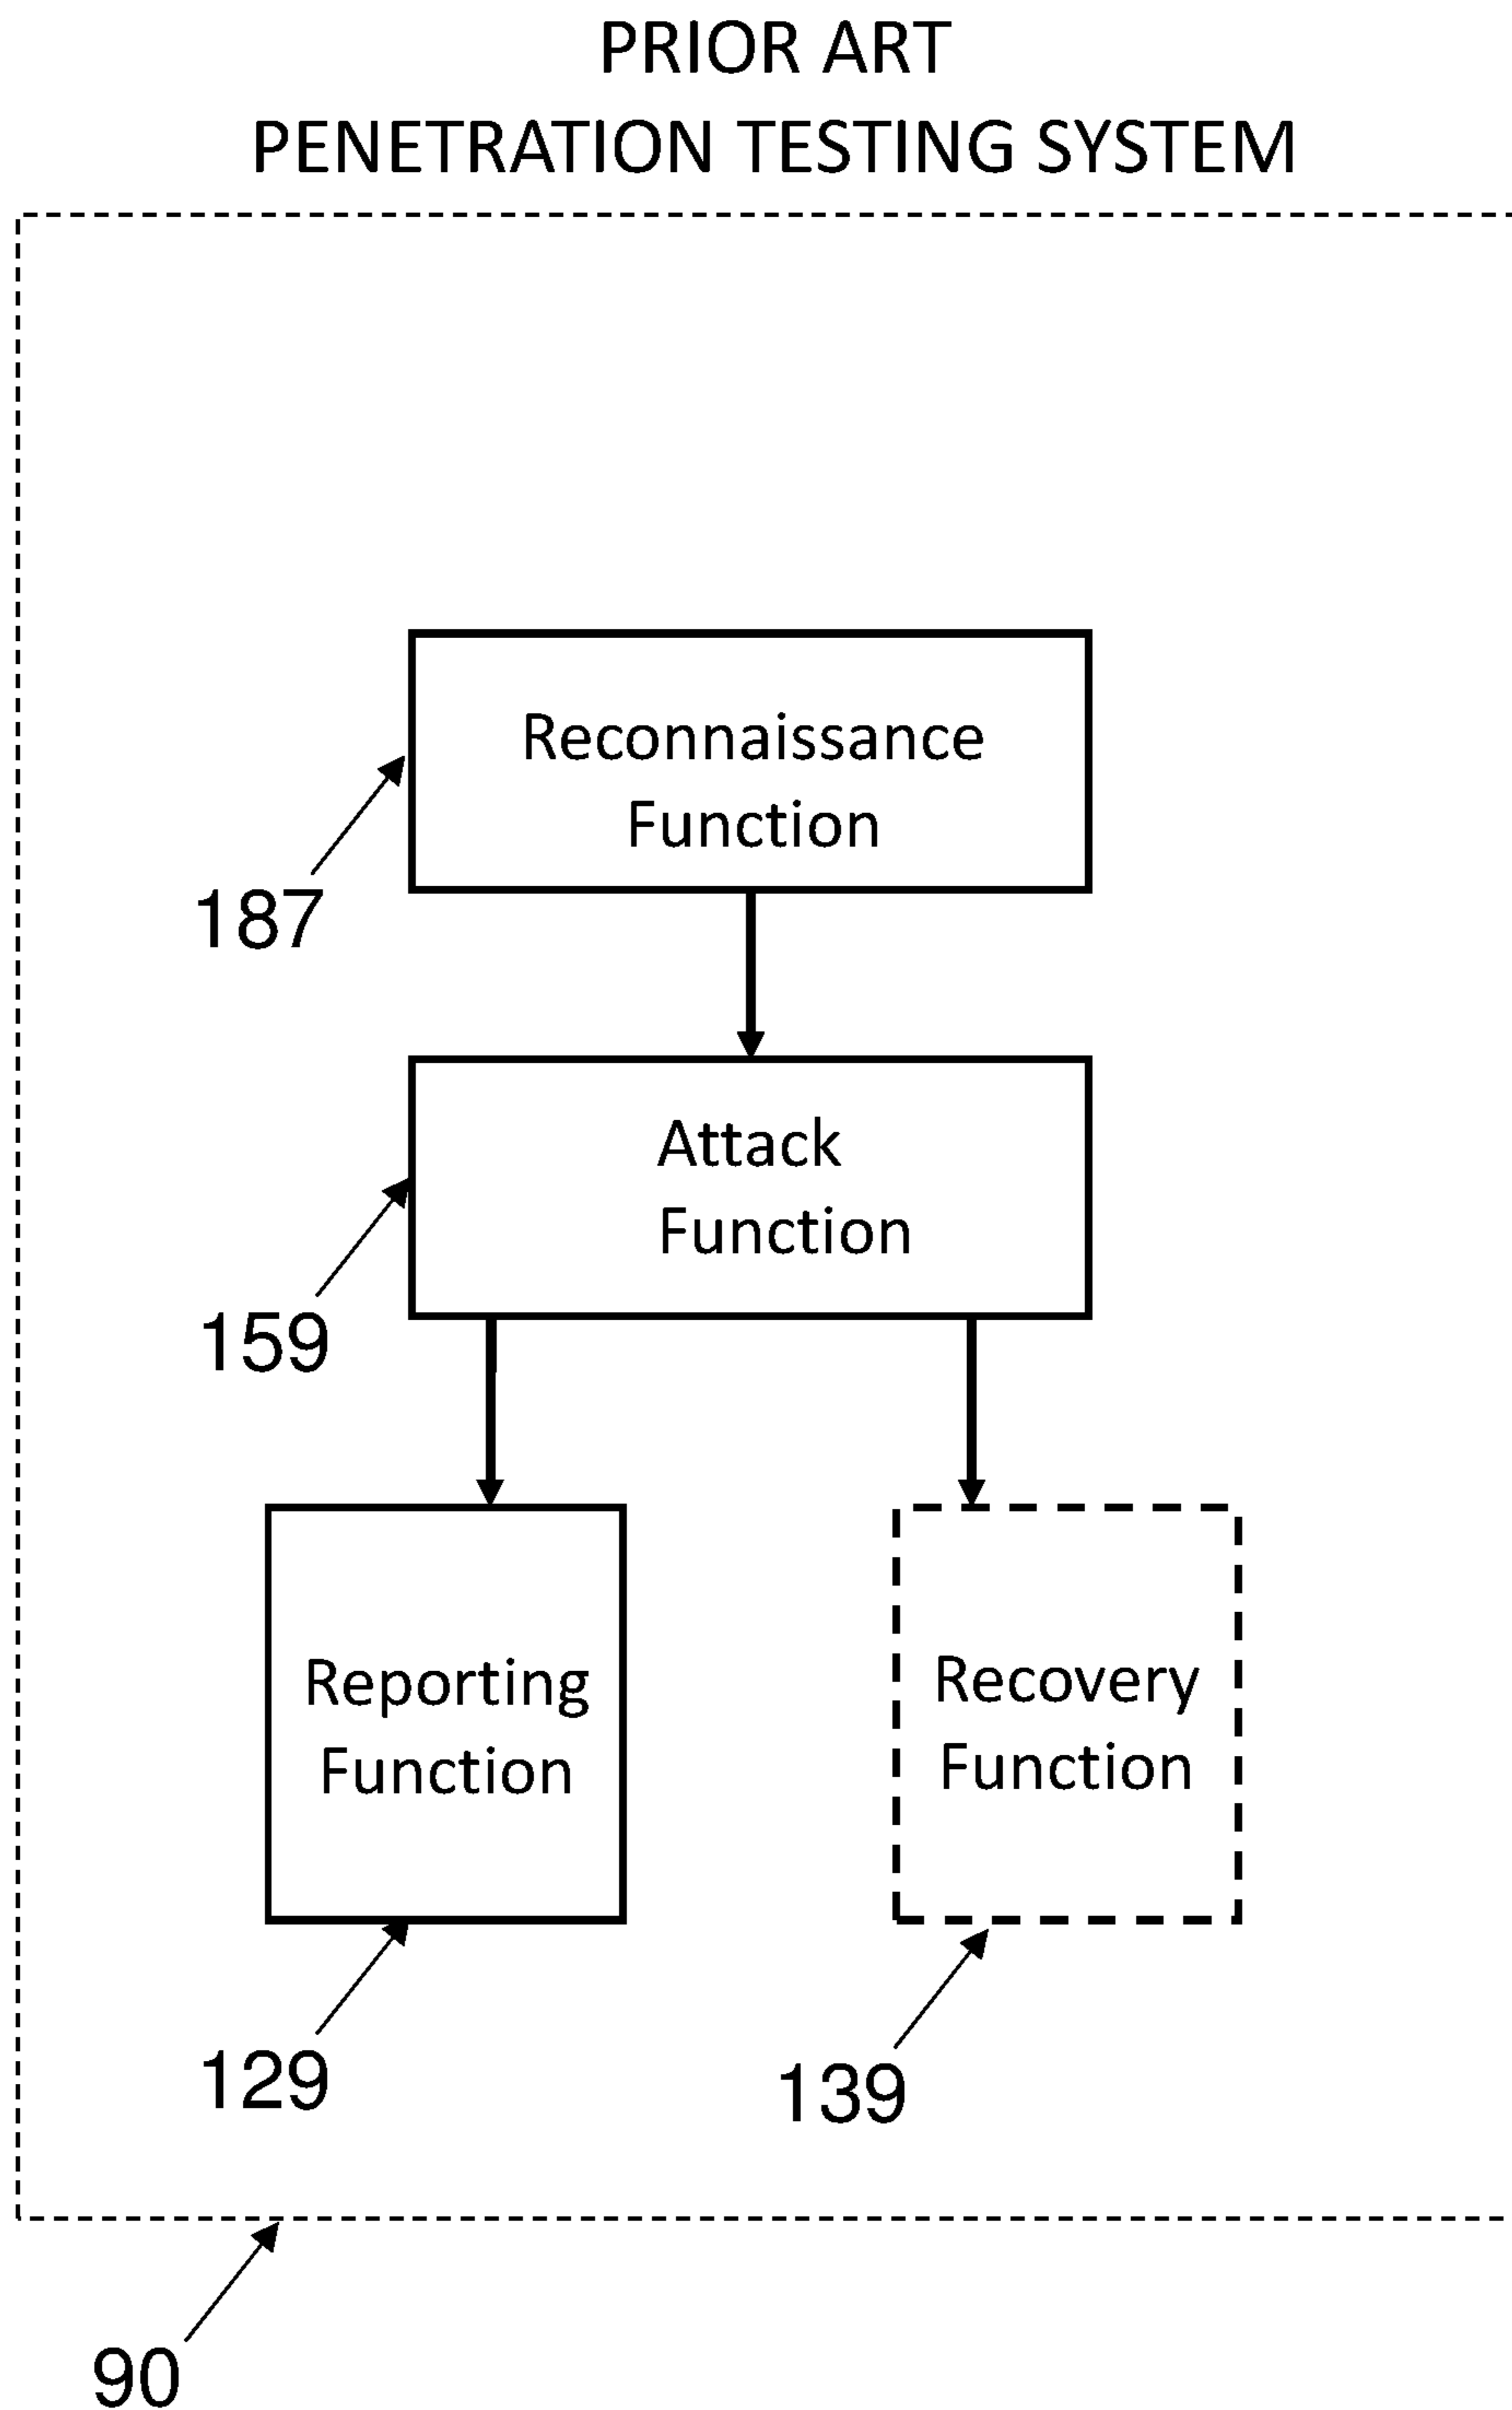 PRIOR ART
PENETRATION TESTING SYSTEM
Reconnaissance
Function
187
Attack
Function
159
Reporting
Function
Recovery
Function
129
139
90